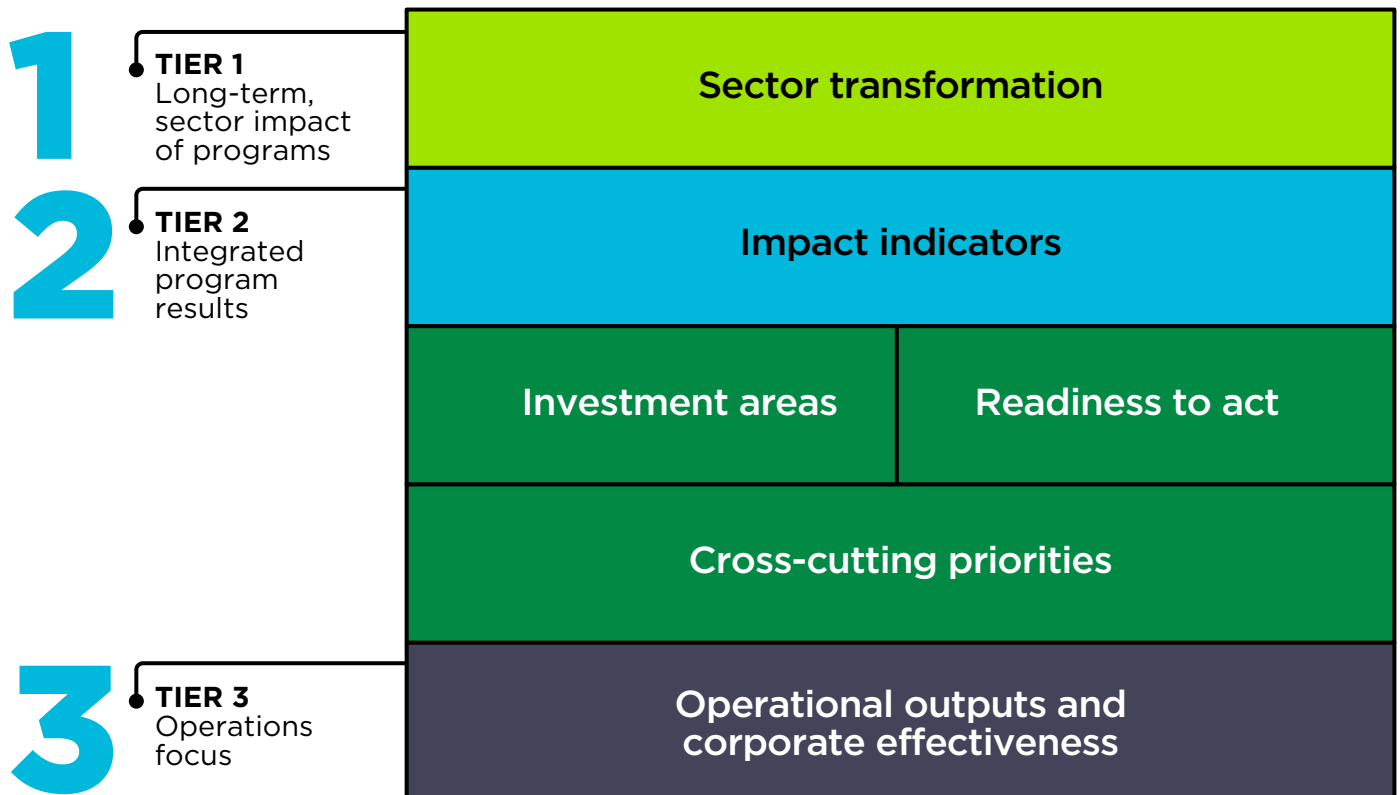 1
TIER 1
Long-term,
sector impact
of programs
Sector transformation
2
TIER 2
Integrated
program
results
Impact indicators
Investment areas
Readiness to act
Cross-cutting priorities
3
TIER 3
Operations
focus
Operational outputs and
corporate effectiveness